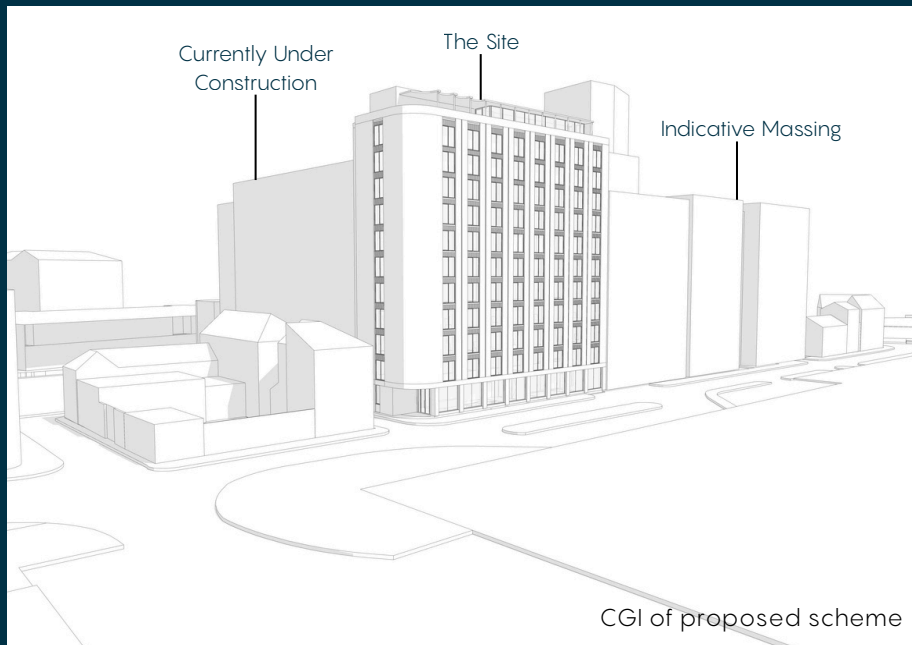 Currently Under
Construction
The Site
Indicative Massing
CGI of proposed scheme